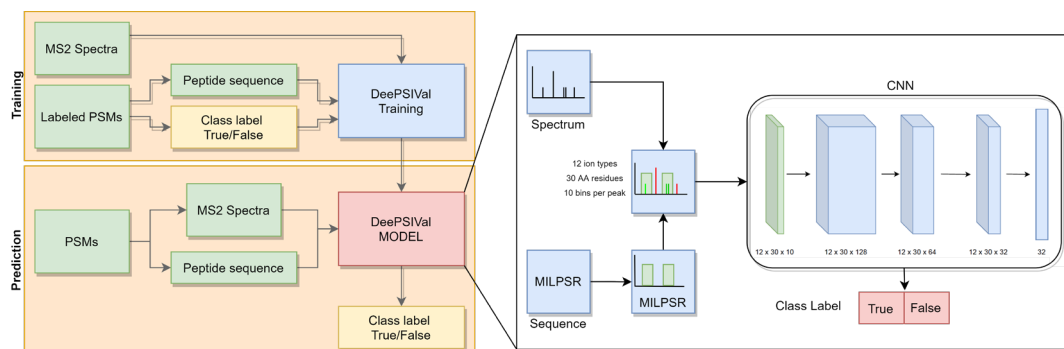 Training
MS2 Spectra
Labeled PSMs
Peptide sequence
Class label
True/False
DeePSIVal
Training
Prediction
PSMs
MS2 Spectra
Peptide sequence
DeePSIVal
MODEL
Class label
True/False
Spectrum
12 ion types
30 AA residues
10 bins per peak
MILPSR
Sequence
MILPSR
CNN
12 x 30 x 10
12 x 30 x 128
12 x 30 x 64
12 x 30 x 32
32
Class Label
True
False